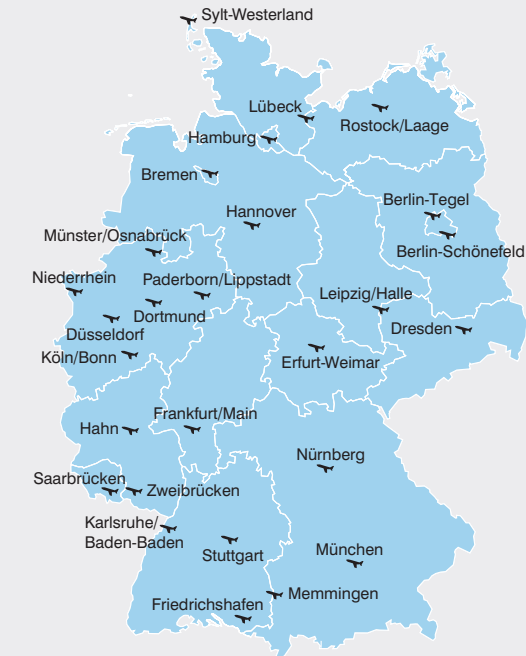 Sylt-Westerland
Lübeck
Rostock/Laage
Hamburg
Bremen
Berlin-Tegel
Hannover
Münster/Osnabrück
Berlin-Schönefeld
Niederrhein
Paderborn/Lippstadt
Leipzig/Halle
Dortmund
Dresden
Düsseldorf
Köln/Bonn
Erfurt-Weimar
Frankfurt/Main
Hahn
Nürnberg
Saarbrücken
Zweibrücken
Karlsruhe/
Baden-Baden
Stuttgart
München
Memmingen
Friedrichshafen